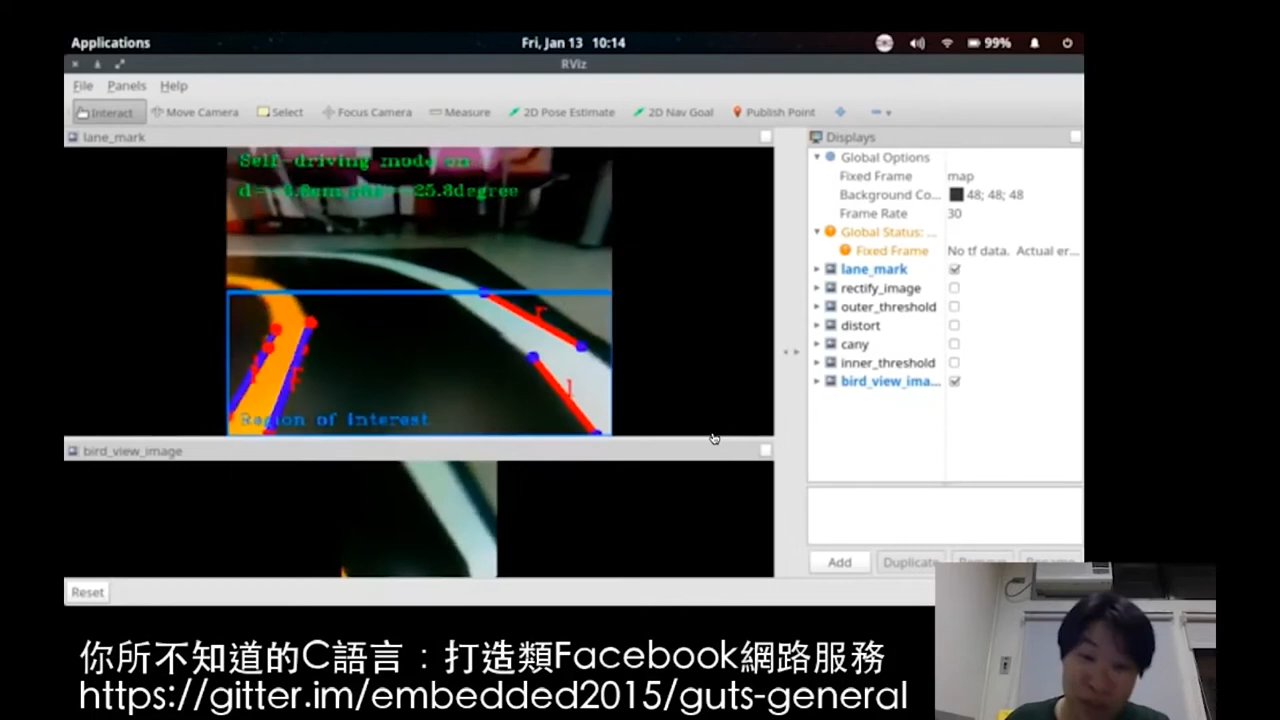 Applications
Fri, Jan 13 10:14
99%
RViz
File Panels Help
Interact Move Camera Select Focus Camera Measure 2D Pose Estimate 2D Nav Goal Publish Point
lane_mark
Displays
Self-driving mode on
25.8degree
r
l
r
Region of interest
Global Options
Fixed Frame map
Background Co... 48; 48; 48
Frame Rate 30
Global Status: ...
Fixed Frame No tf data. Actual er...
lane_mark
rectify_image
outer_threshold
distort
cany
inner_threshold
bird_view_ima...
bird_view_image
Add Duplicate
Reset
你所不知道的C語言：打造類Facebook網路服務
https://gitter.im/embedded2015/guts-general